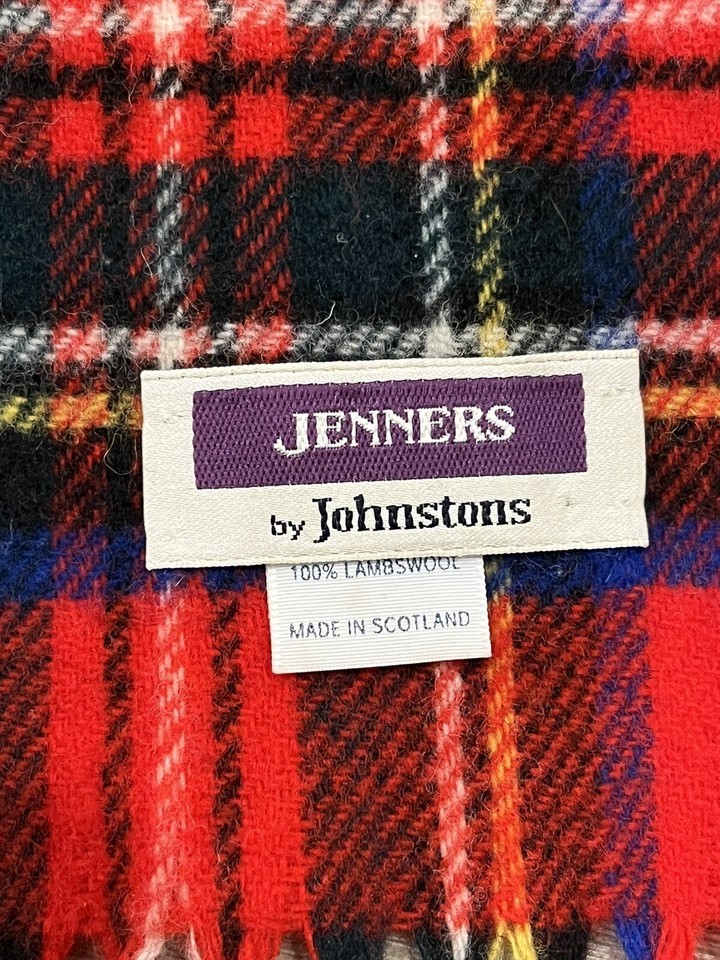 JENNERS
by Johnstons
100% LAMBSWOOL
MADE IN SCOTLAND